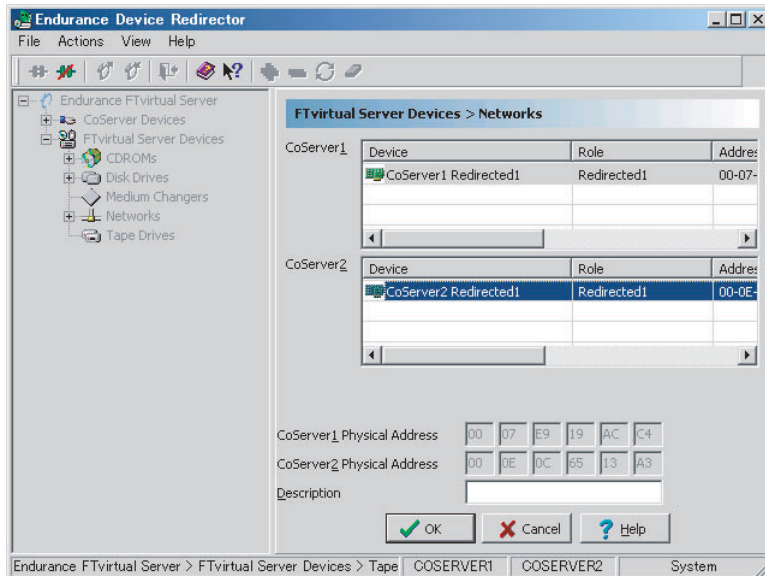 Endurance Device Redirector
File Actions View Help
Endurance FTvirtual Server
CoServer Devices
FTvirtual Server Devices
CDROMs
Disk Drives
Medium Changers
Networks
Tape Drives
FTvirtual Server Devices > Networks
CoServer1
Device Role Addres
CoServer1 Redirected1 Redirected1 00-07-
CoServer2
Device Role Addres
CoServer2 Redirected1 Redirected1 00-0E-
CoServer1 Physical Address 00 07 E9 19 AC C4
CoServer2 Physical Address 00 0E 0C 65 13 A3
Description
OK Cancel Help
Endurance FTvirtual Server > FTvirtual Server Devices > Tape COSERVER1 COSERVER2 System